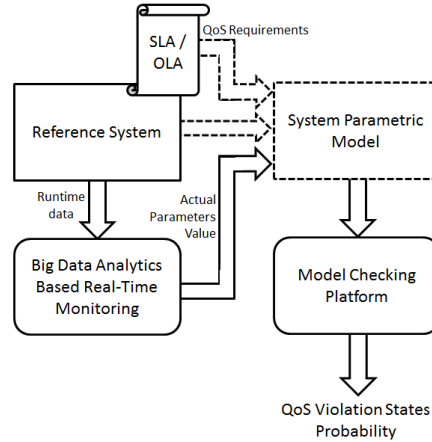 SLA /
OLA
QoS Requirements
Reference System
System Parametric
Model
Runtime
data
Actual
Parameters
Value
Big Data Analytics
Based Real-Time
Monitoring
Model Checking
Platform
QoS Violation States
Probability